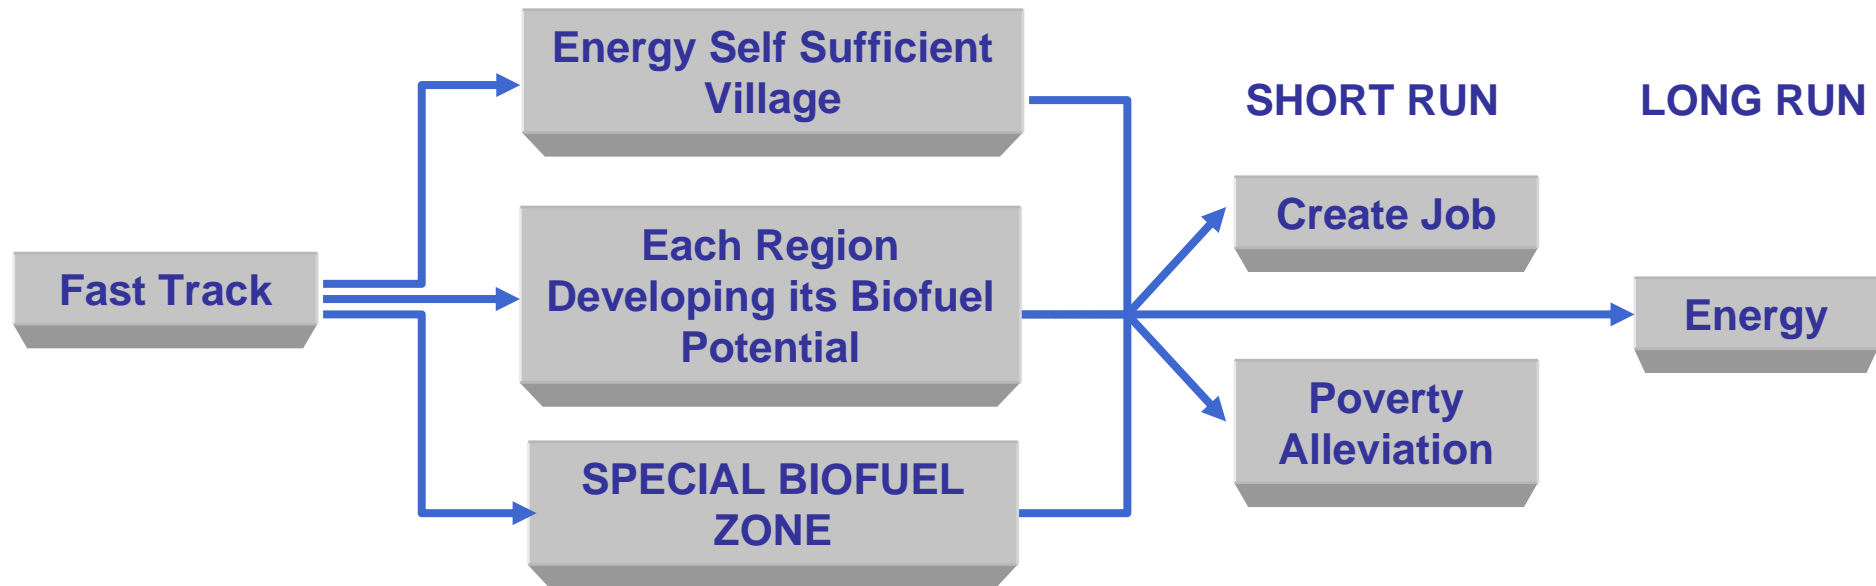 Fast Track
Energy Self Sufficient
Village
Each Region
Developing its Biofuel
Potential
SPECIAL BIOFUEL
ZONE
SHORT RUN
Create Job
Poverty
Alleviation
LONG RUN
Energy